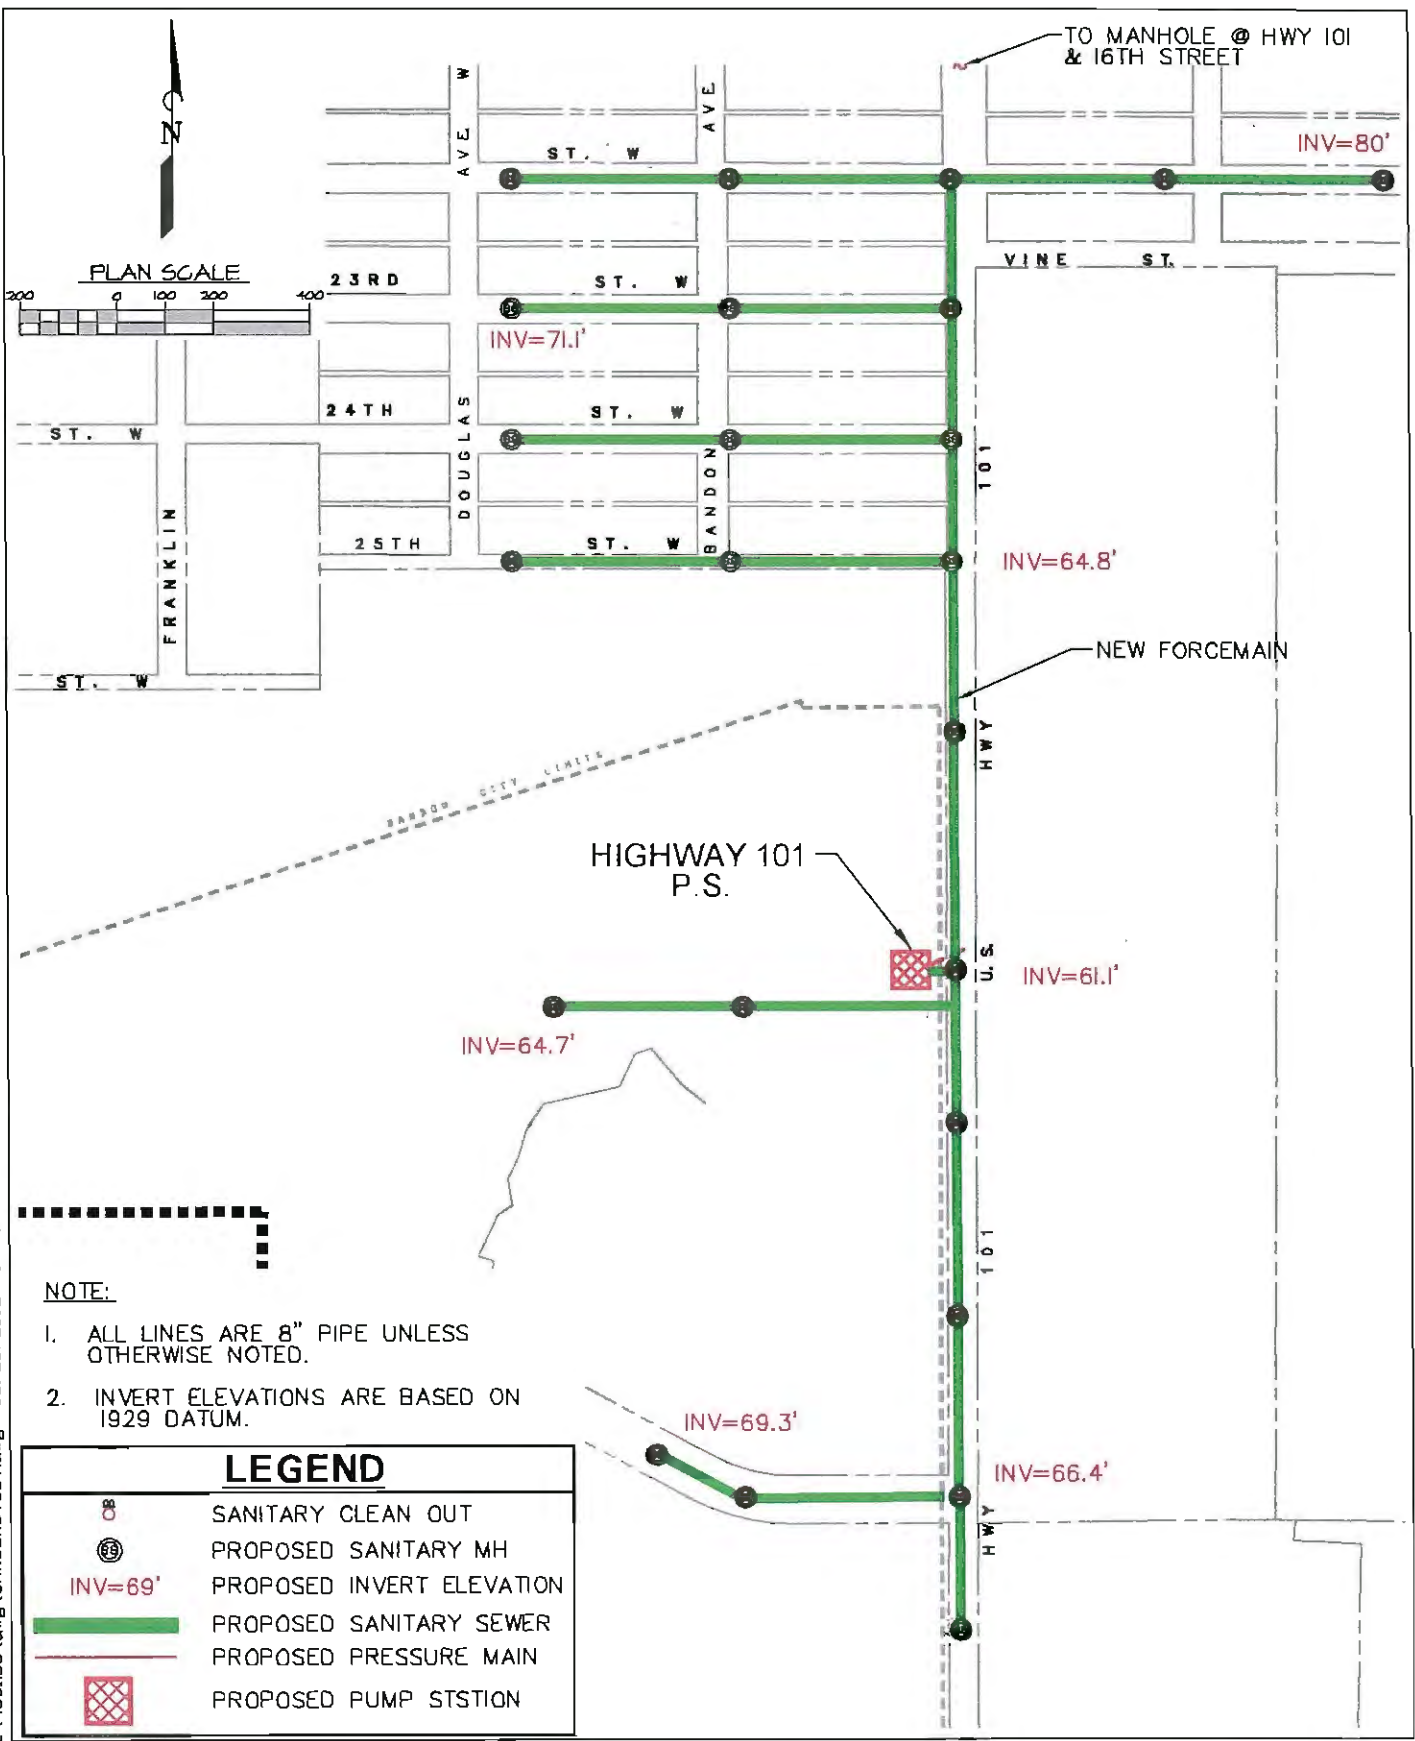 TO MANHOLE @ HWY 101
& 16TH STREET
N
AVE W
AVE
ST. W
INV=80'
PLAN SCALE
200 0 100 200 400
23RD ST. W
VINE ST.
INV=71.1'
24TH ST. W
ST. W
DOUGLAS
BANDON
101
25TH ST. W
INV=64.8'
FRANKLIN
NEW FORCEMAIN
ST. W
HWY
BANDON CITY LIMITS
HIGHWAY 101
P.S.
U.S.
INV=61.1'
INV=64.7'
101
NOTE:
1. ALL LINES ARE 8" PIPE UNLESS
OTHERWISE NOTED.
2. INVERT ELEVATIONS ARE BASED ON
1929 DATUM.
INV=69.3'
INV=66.4'
HWY
LEGEND
SANITARY CLEAN OUT
PROPOSED SANITARY MH
INV=69' PROPOSED INVERT ELEVATION
PROPOSED SANITARY SEWER
PROPOSED PRESSURE MAIN
PROPOSED PUMP STSTION